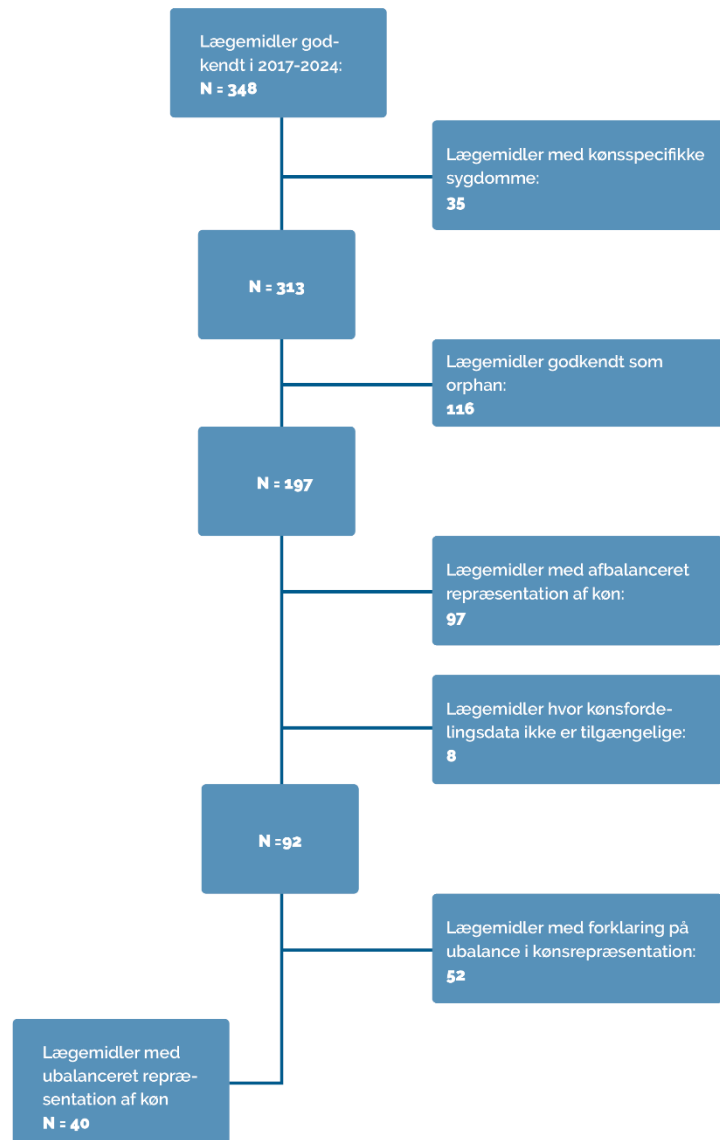 Lægemidler god-
kendt i 2017-2024:
N = 348
Lægemidler med kønsspecifikke
sygdomme:
35
N = 313
Lægemidler godkendt som
orphan:
116
N = 197
Lægemidler med afbalanceret
repræsentation af køn:
97
Lægemidler hvor kønsforde-
lingsdata ikke er tilgængelige:
8
N =92
Lægemidler med forklaring på
ubalance i kønsrepræsentation:
52
Lægemidler med
ubalanceret repræ-
sentation af køn
N = 40